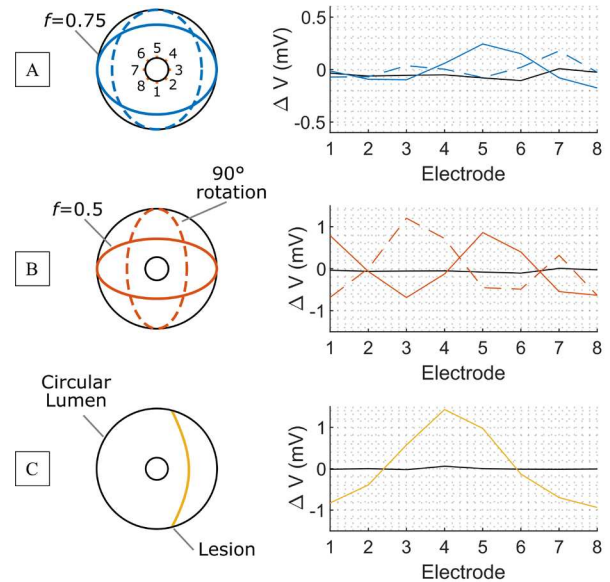 f=0.75
A
5
6 4
7 3
8 2
1
0.5
0
-0.5
Δ V (mV)
1 2 3 4 5 6 7 8
Electrode
90°
rotation
f=0.5
B
1
0
-1
Δ V (mV)
1 2 3 4 5 6 7 8
Electrode
Circular
Lumen
C
Lesion
1
0
-1
Δ V (mV)
1 2 3 4 5 6 7 8
Electrode